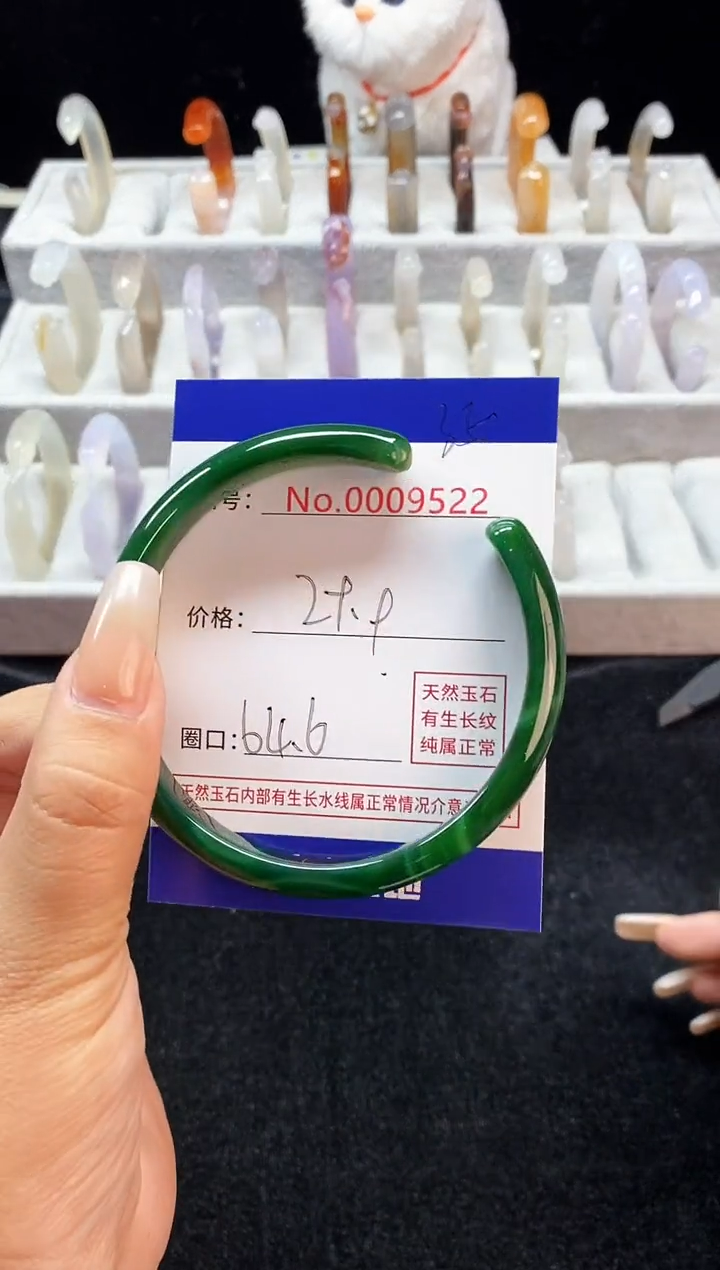 号: No.0009522
价格: 29.9
圈口: 64.6
天然玉石
有生长纹
纯属正常
天然玉石内部有生长水线属正常情况介意